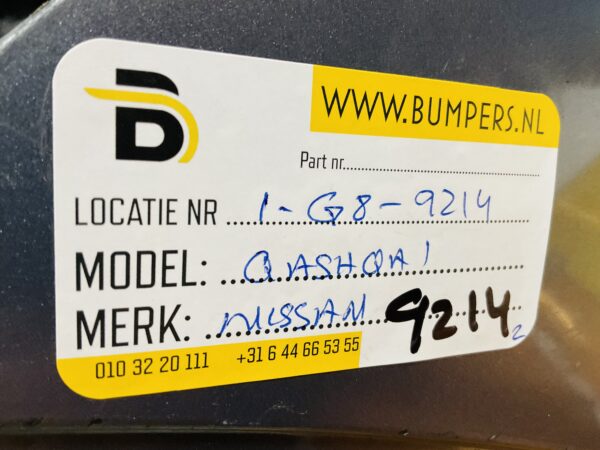 WWW.BUMPERS.NL
Part nr.
LOCATIE NR 1-G8-9214
MODEL: QASHQAI
MERK: NISSAN 9214 2
010 32 20 111 +31 6 44 66 53 55